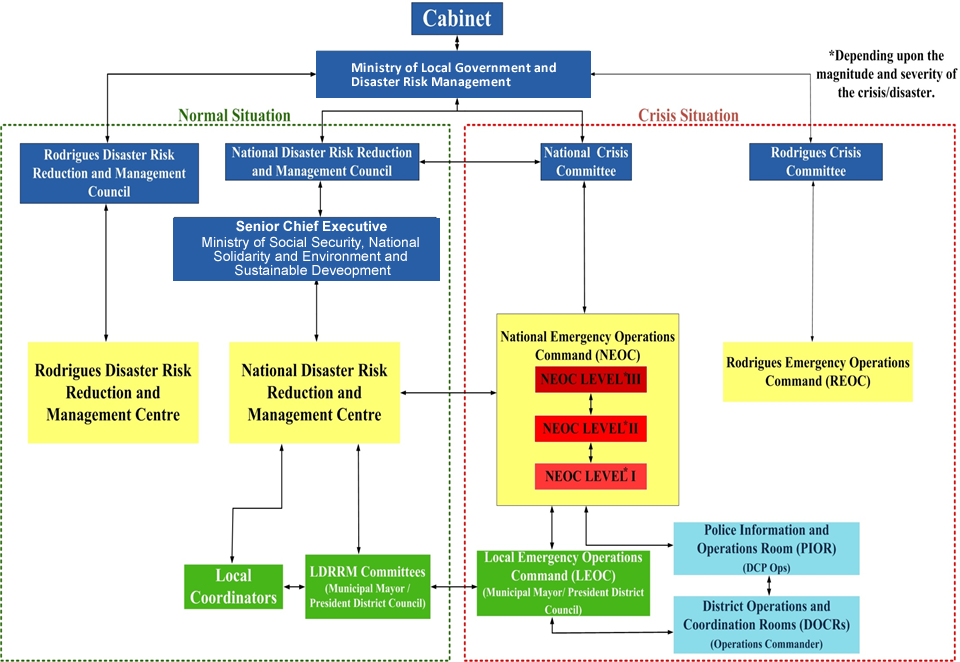 Cabinet
Ministry of Local Government and
Disaster Risk Management
*Depending upon the
magnitude and severity of
the crisis/disaster.
Normal Situation
Crisis Situation
Rodrigues Disaster Risk
Reduction and Management
Council
National Disaster Risk Reduction
and Management Council
National Crisis
Committee
Rodrigues Crisis
Committee
Senior Chief Executive
Ministry of Social Security, National
Solidarity and Environment and
Sustainable Deveopment
Rodrigues Disaster Risk
Reduction and
Management Centre
National Disaster Risk
Reduction and
Management Centre
National Emergency Operations
Command (NEOC)
NEOC LEVEL*III
NEOC LEVEL*II
NEOC LEVEL* I
Rodrigues Emergency Operations
Command (REOC)
Local
Coordinators
LDRRM Committees
(Municipal Mayor /
President District Council)
Local Emergency Operations
Command (LEOC)
(Municipal Mayor/ President District
Council)
Police Information and
Operations Room (PIOR)
(DCP Ops)
District Operations and
Coordination Rooms (DOCRs)
(Operations Commander)